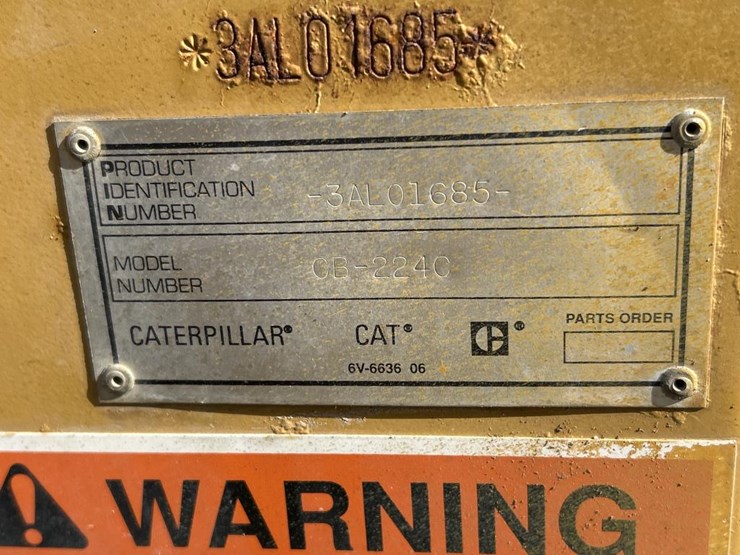 *3AL01685*
PRODUCT
IDENTIFICATION
NUMBER
-3AL01685-
MODEL
NUMBER
CB-224C
CATERPILLAR®
CAT®
C®
PARTS ORDER
6V-6636 06
WARNING